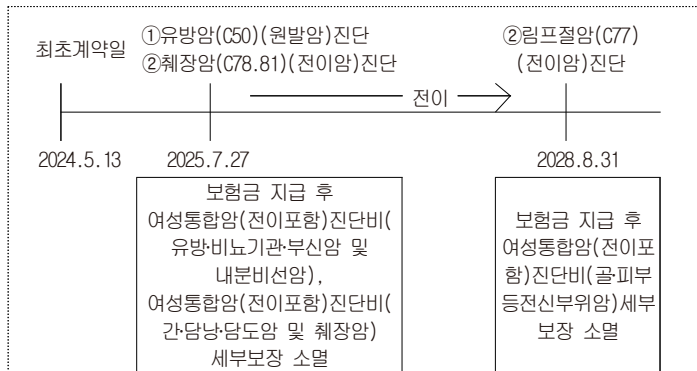 최초계약일
①유방암(C50)(원발암)진단
②췌장암(C78.81)(전이암)진단
②림프절암(C77)
(전이암)진단
전이
2024.5.13
2025.7.27
2028.8.31
보험금 지급 후
여성통합암(전이포함)진단비(
유방·비뇨기관·부신암 및
내분비선암),
여성통합암(전이포함)진단비(
간·담낭·담도암 및 췌장암)
세부보장 소멸
보험금 지급 후
여성통합암(전이포
함)진단비(골·피부
등전신부위암)세부
보장 소멸